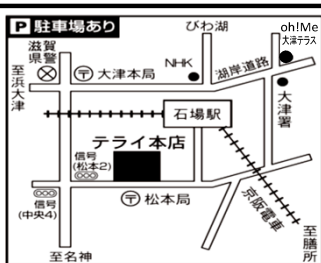 P 駐車場あり
びわ湖
oh!Me
大津テラス
滋賀
県警
〒大津本局
NHK
湖岸道路
至浜大津
大津署
石場駅
テライ本店
信号
(松本2)
信号
(中央4)
〒松本局
京阪電車
至名神
至膳所